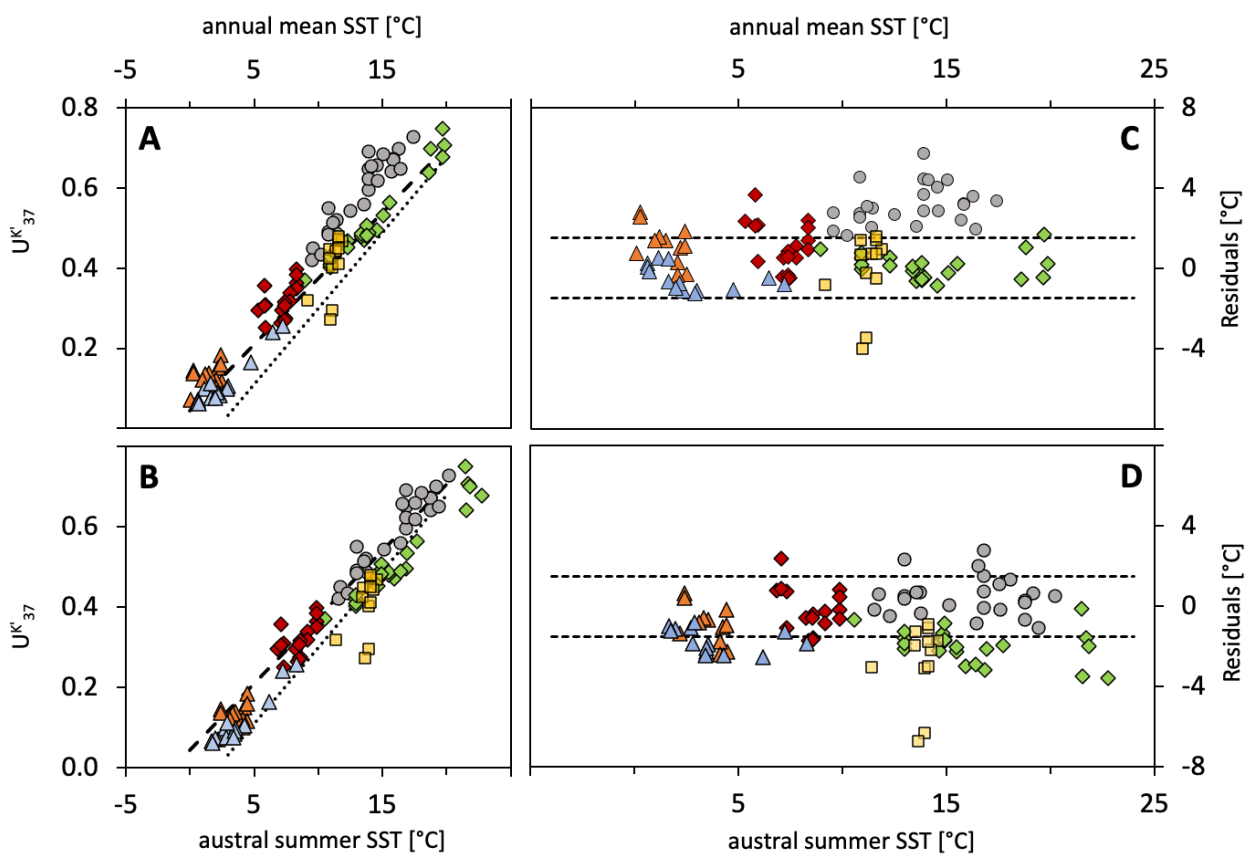 annual mean SST [°C]
annual mean SST [°C]
-5 5 15
5 15 25
0.8 A C 8
0.6 4
U^K'_37 0.4 0 Residuals [°C]
0.2 -4
B D
0.6 4
U^K'_37 0.4 0 Residuals [°C]
0.2 -4
0.0 -8
-5 5 15
5 15 25
austral summer SST [°C]
austral summer SST [°C]